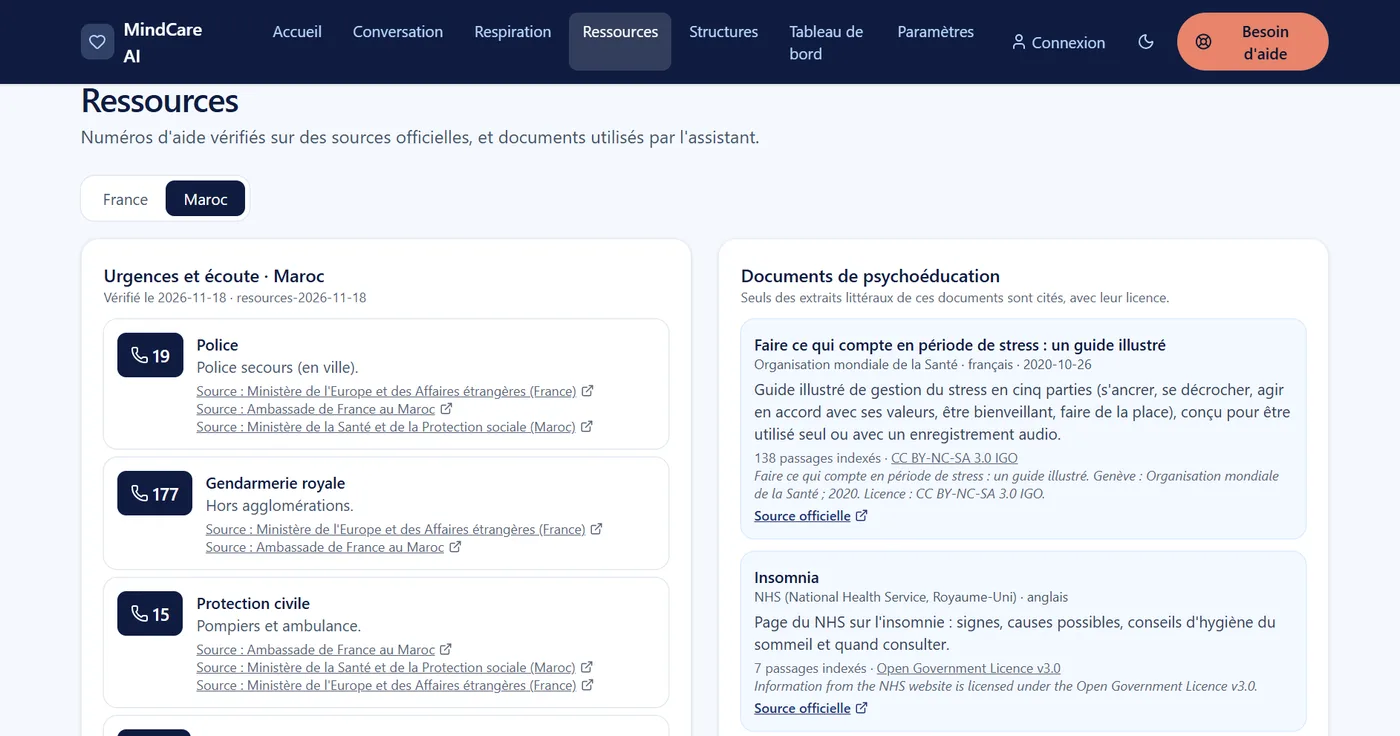 MindCare
AI
Accueil
Conversation
Respiration
Ressources
Structures
Tableau de
bord
Paramètres
Connexion
Besoin
d'aide
Ressources
Numéros d'aide vérifiés sur des sources officielles, et documents utilisés par l'assistant.
France
Maroc
Urgences et écoute · Maroc
Vérifié le 2026-11-18 · resources-2026-11-18
19
Police
Police secours (en ville).
Source : Ministère de l'Europe et des Affaires étrangères (France)
Source : Ambassade de France au Maroc
Source : Ministère de la Santé et de la Protection sociale (Maroc)
177
Gendarmerie royale
Hors agglomérations.
Source : Ministère de l'Europe et des Affaires étrangères (France)
Source : Ambassade de France au Maroc
15
Protection civile
Pompiers et ambulance.
Source : Ambassade de France au Maroc
Source : Ministère de la Santé et de la Protection sociale (Maroc)
Source : Ministère de l'Europe et des Affaires étrangères (France)
Documents de psychoéducation
Seuls des extraits littéraux de ces documents sont cités, avec leur licence.
Faire ce qui compte en période de stress : un guide illustré
Organisation mondiale de la Santé · français · 2020-10-26
Guide illustré de gestion du stress en cinq parties (s'ancrer, se décrocher, agir
en accord avec ses valeurs, être bienveillant, faire de la place), conçu pour être
utilisé seul ou avec un enregistrement audio.
138 passages indexés · CC BY-NC-SA 3.0 IGO
Faire ce qui compte en période de stress : un guide illustré. Genève : Organisation mondiale
de la Santé ; 2020. Licence : CC BY-NC-SA 3.0 IGO.
Source officielle
Insomnia
NHS (National Health Service, Royaume-Uni) · anglais
Page du NHS sur l'insomnie : signes, causes possibles, conseils d'hygiène du
sommeil et quand consulter.
7 passages indexés · Open Government Licence v3.0
Information from the NHS website is licensed under the Open Government Licence v3.0.
Source officielle